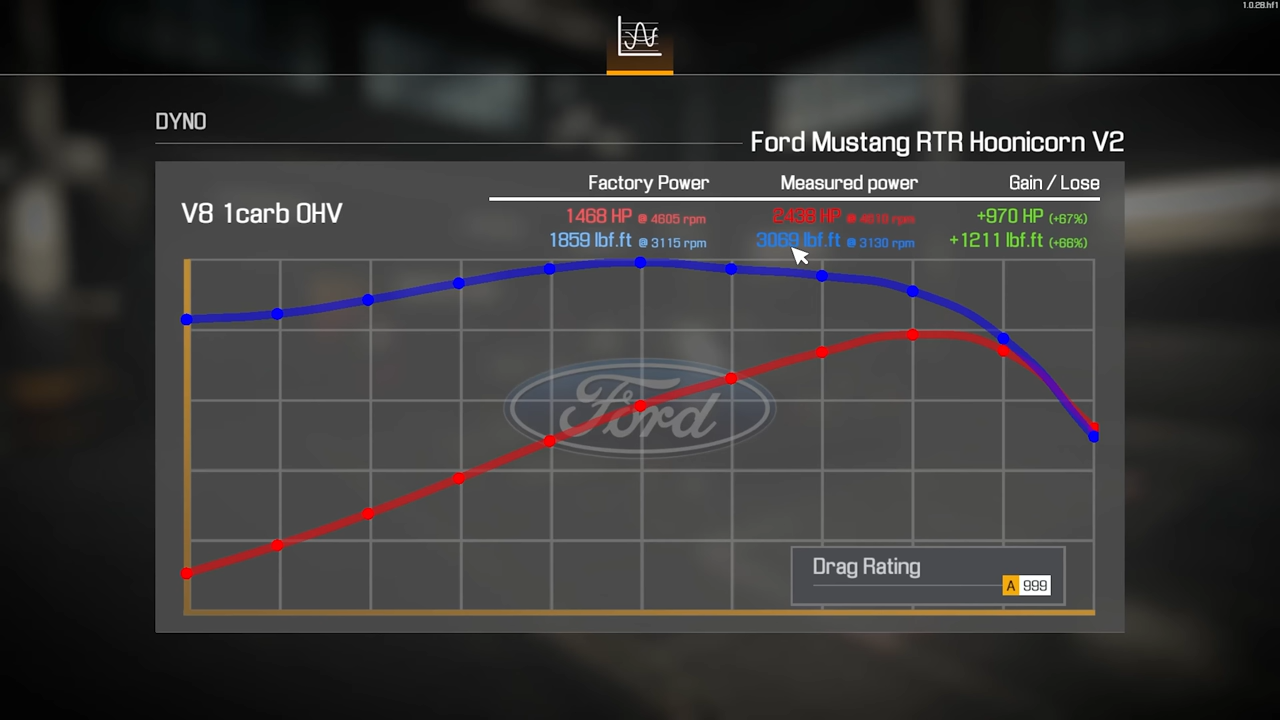 1.0.28.hf1
DYNO
Ford Mustang RTR Hoonicorn V2
Factory Power Measured power Gain / Lose
V8 1carb OHV
1468 HP @ 4605 rpm 2438 HP @ 4610 rpm +970 HP (+67%)
1859 lbf.ft @ 3115 rpm 3069 lbf.ft @ 3130 rpm +1211 lbf.ft (+66%)
Ford
Drag Rating
A 999